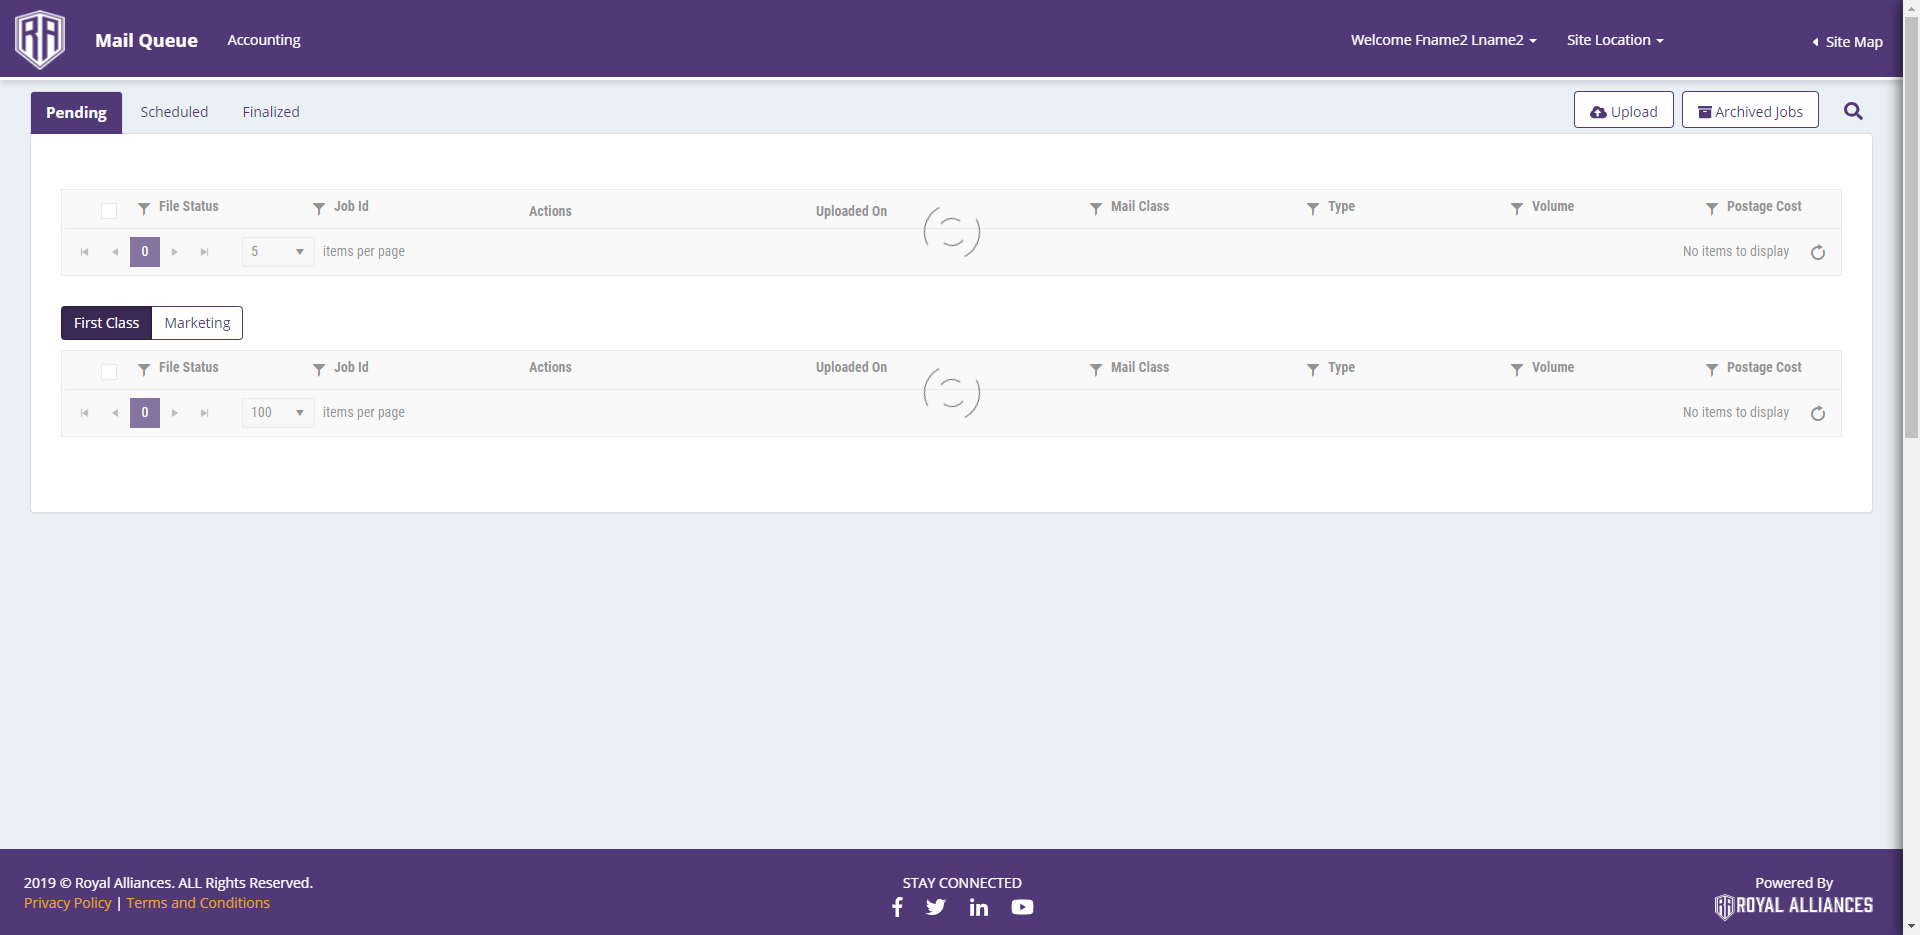 RA Mail Queue Accounting Welcome Fname2 Lname2 Site Location Site Map
Pending Scheduled Finalized Upload Archived Jobs
File Status Job Id Actions Uploaded On Mail Class Type Volume Postage Cost
0 5 items per page No items to display
First Class Marketing
File Status Job Id Actions Uploaded On Mail Class Type Volume Postage Cost
0 100 items per page No items to display
2019 © Royal Alliances. ALL Rights Reserved.
Privacy Policy | Terms and Conditions
STAY CONNECTED
Powered By
RA ROYAL ALLIANCES